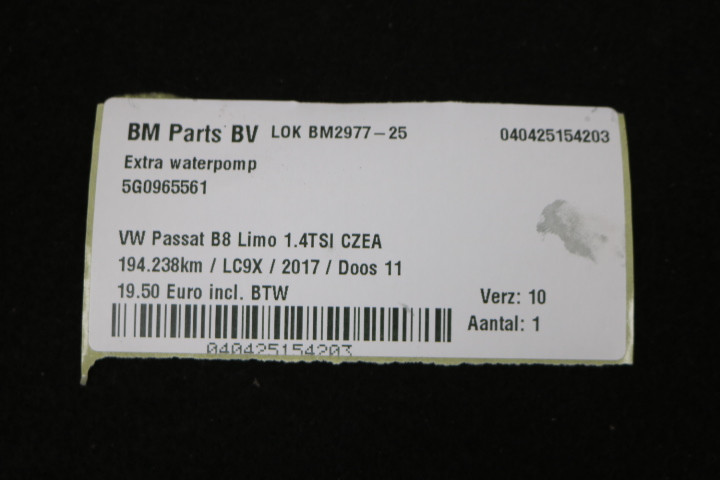 BM Parts BV LOK BM2977-25 040425154203
Extra waterpomp
5G0965561
VW Passat B8 Limo 1.4TSI CZEA
194.238km / LC9X / 2017 / Doos 11
19.50 Euro incl. BTW Verz: 10
Aantal: 1
040425154203